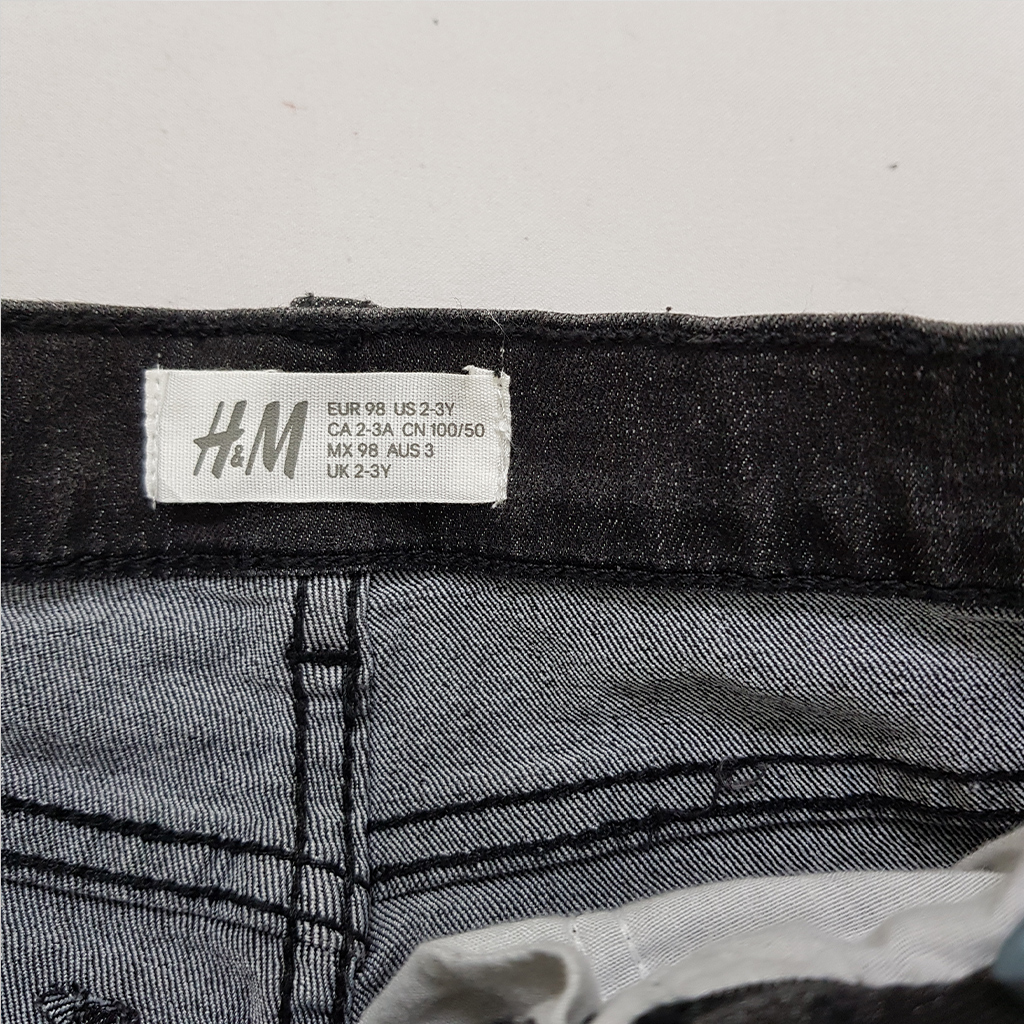 H&M
EUR 98 US 2-3Y
CA 2-3A CN 100/50
MX 98 AUS 3
UK 2-3Y